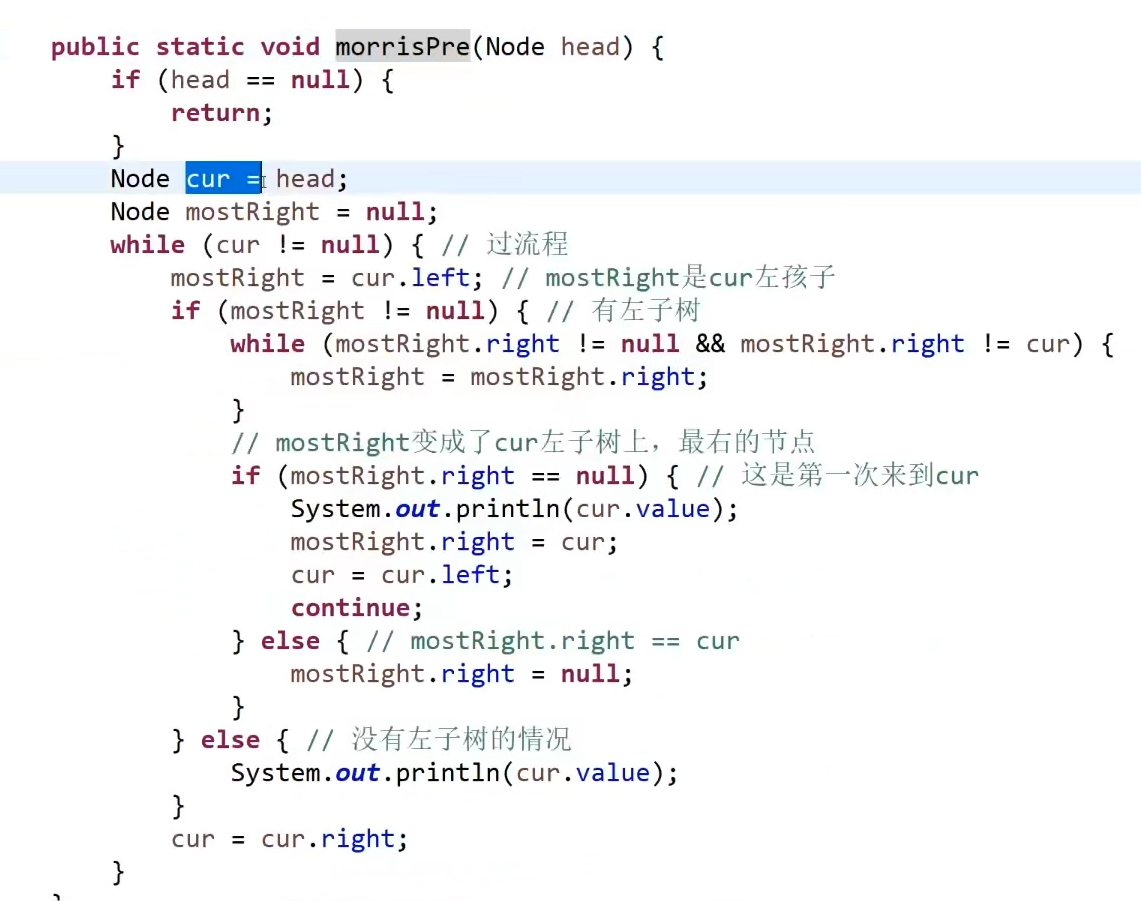 public static void morrisPre(Node head) {
if (head == null) {
return;
}
Node cur = head;
Node mostRight = null;
while (cur != null) { // 过流程
mostRight = cur.left; // mostRight是cur左孩子
if (mostRight != null) { // 有左子树
while (mostRight.right != null && mostRight.right != cur) {
mostRight = mostRight.right;
}
// mostRight变成了cur左子树上，最右的节点
if (mostRight.right == null) { // 这是第一次来到cur
System.out.println(cur.value);
mostRight.right = cur;
cur = cur.left;
continue;
} else { // mostRight.right == cur
mostRight.right = null;
}
} else { // 没有左子树的情况
System.out.println(cur.value);
}
cur = cur.right;
}
}